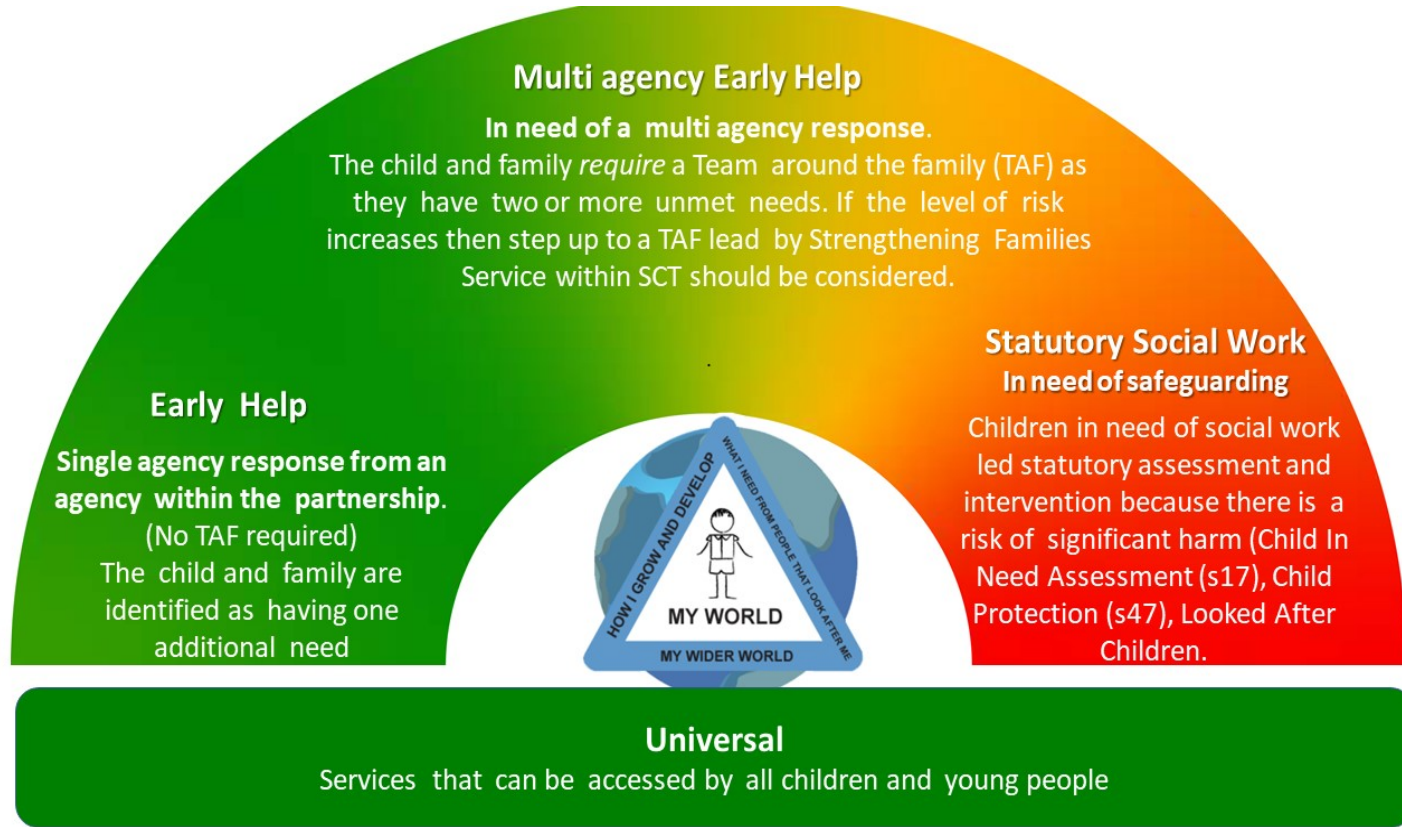 Multi agency Early Help
In need of a multi agency response.
The child and family require a Team around the family (TAF) as
they have two or more unmet needs. If the level of risk
increases then step up to a TAF lead by Strengthening Families
Service within SCT should be considered.
Early Help
Single agency response from an
agency within the partnership.
(No TAF required)
The child and family are
identified as having one
additional need
Statutory Social Work
In need of safeguarding
Children in need of social work
led statutory assessment and
intervention because there is a
risk of significant harm (Child In
Need Assessment (s17), Child
Protection (s47), Looked After
Children.
HOW I GROW AND DEVELOP
WHAT I NEED FROM PEOPLE THAT LOOK AFTER ME
MY WORLD
MY WIDER WORLD
Universal
Services that can be accessed by all children and young people